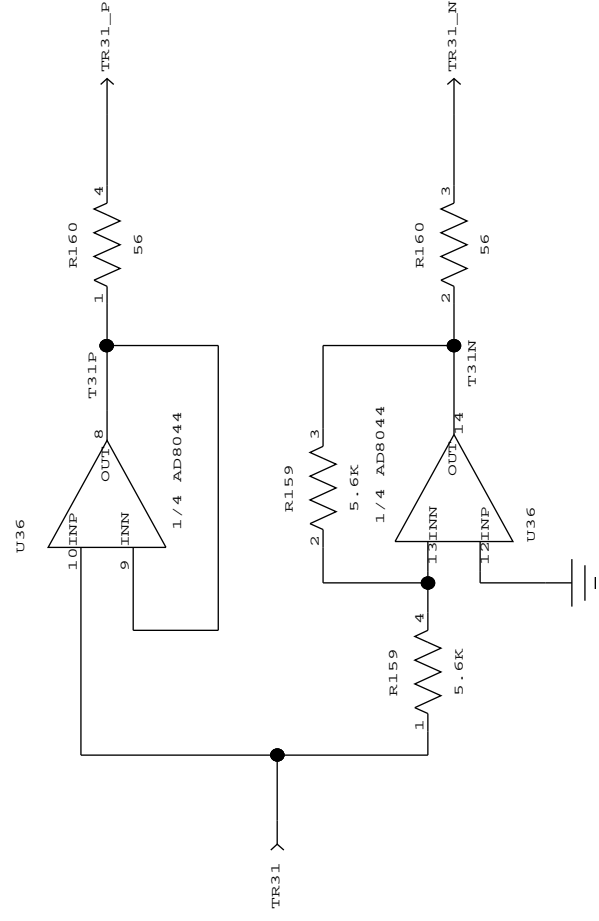 TR31_P
TR31_N
4
R160
56
1
3
R160
56
2
T31P
T31N
8
OUT
1/4 AD8044
U36
10
INP
INN
9
3
R159
5.6K
2
1/4 AD8044
14
OUT
U36
13
INN
12
INP
4
R159
5.6K
1
TR31